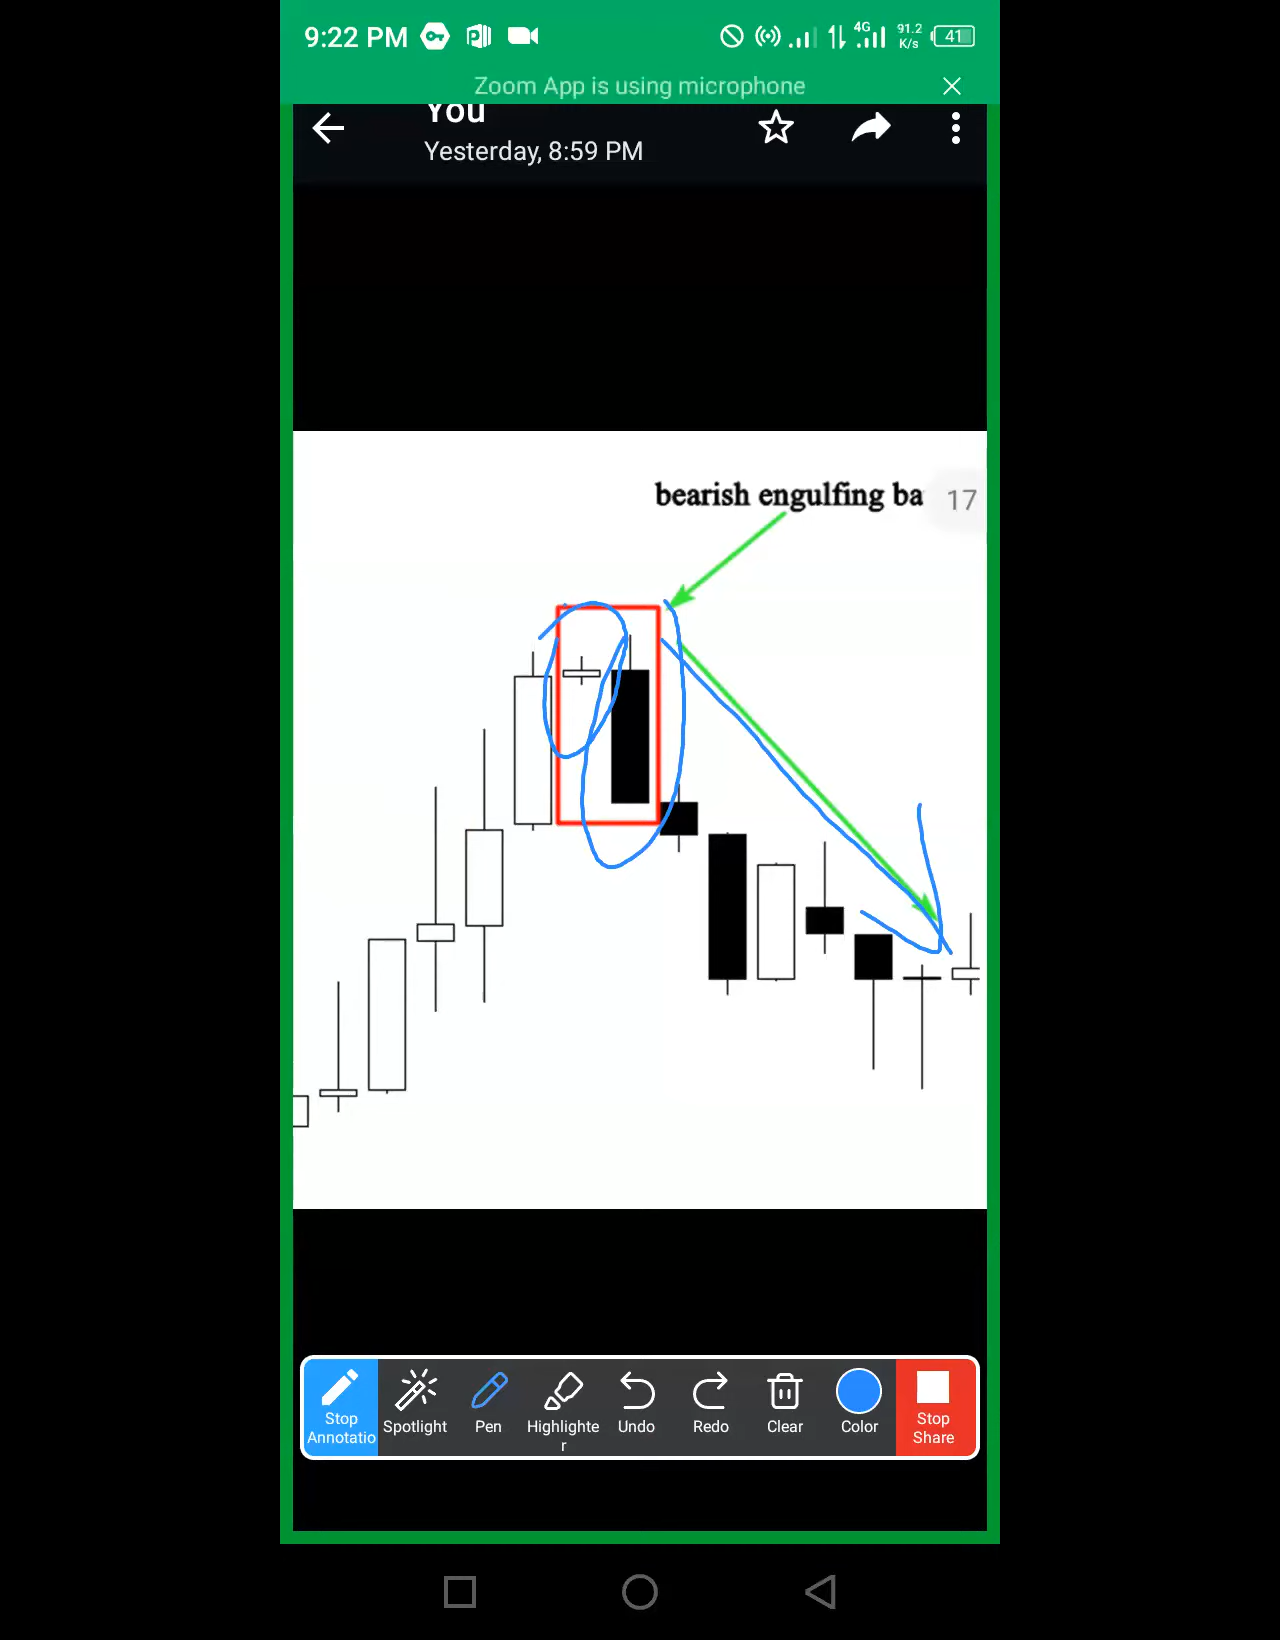 9:22 PM
4G
91.2
K/s
41
Zoom App is using microphone
You
Yesterday, 8:59 PM
bearish engulfing ba
17
Stop
Annotatio
Spotlight
Pen
Highlighte
r
Undo
Redo
Clear
Color
Stop
Share